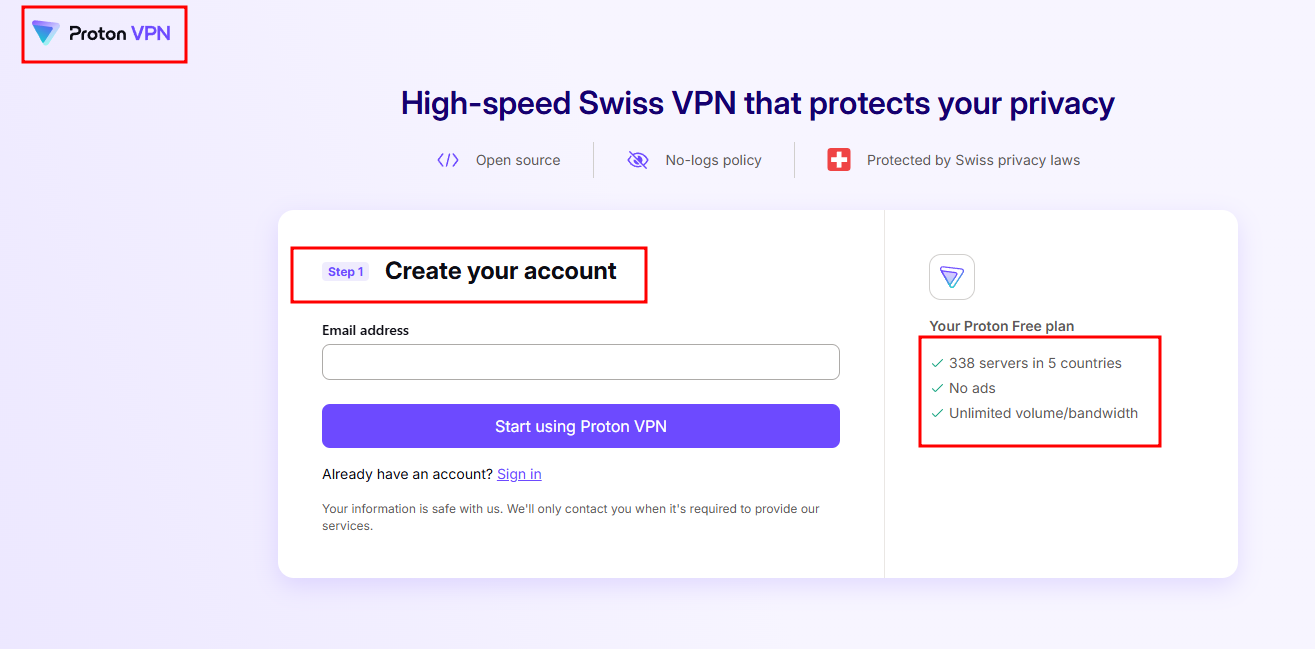 Proton VPN
High-speed Swiss VPN that protects your privacy
Open source
No-logs policy
Protected by Swiss privacy laws
Step 1 Create your account
Email address
Start using Proton VPN
Already have an account? Sign in
Your information is safe with us. We'll only contact you when it's required to provide our
services.
Your Proton Free plan
338 servers in 5 countries
No ads
Unlimited volume/bandwidth